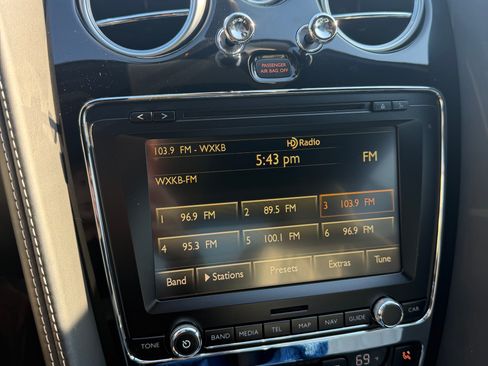 PASSENGER
AIR BAG OFF
< >
103.9 FM - WXKB
HD Radio
5:43 pm
FM
WXKB-FM
1 96.9 FM
2 89.5 FM
3 103.9 FM
4 95.3 FM
5 100.1 FM
6 96.9 FM
Band
Stations
Presets
Extras
Tune
TONE
BAND
MEDIA
TEL
MAP
NAV
GUIDE
CAR
69